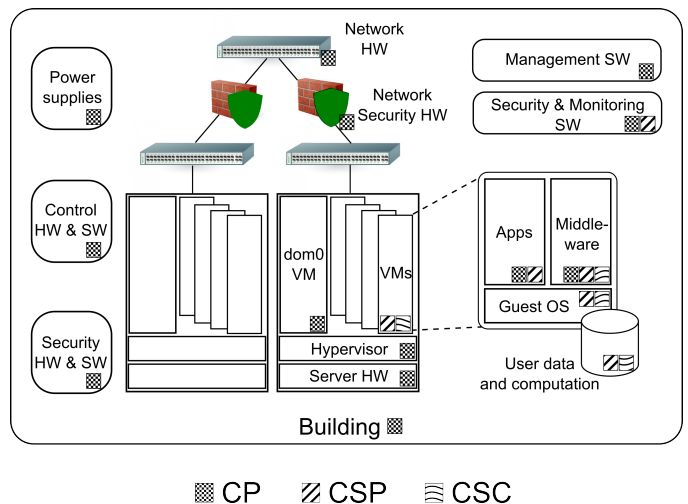 Network
HW
Management SW
Power
supplies
Network
Security HW
Security & Monitoring
SW
Control
HW & SW
dom0
VM
VMs
Apps
Middle-
ware
Guest OS
Security
HW & SW
Hypervisor
Server HW
User data
and computation
Building
CP
CSP
CSC